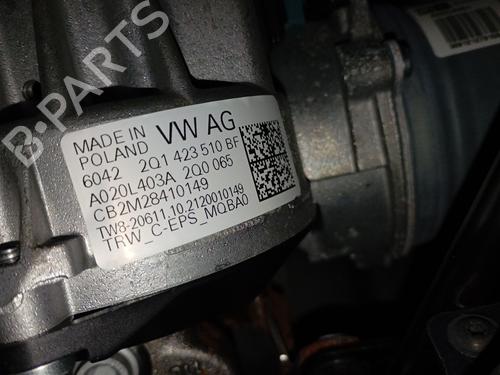 B-PARTS
MADE IN
POLAND VW AG
6042 2Q1 423 510 BF
A020L403A 2Q0 065
CB2M28410149
TW8-20611.10.2120010149
TRW_C-EPS_MQBA0